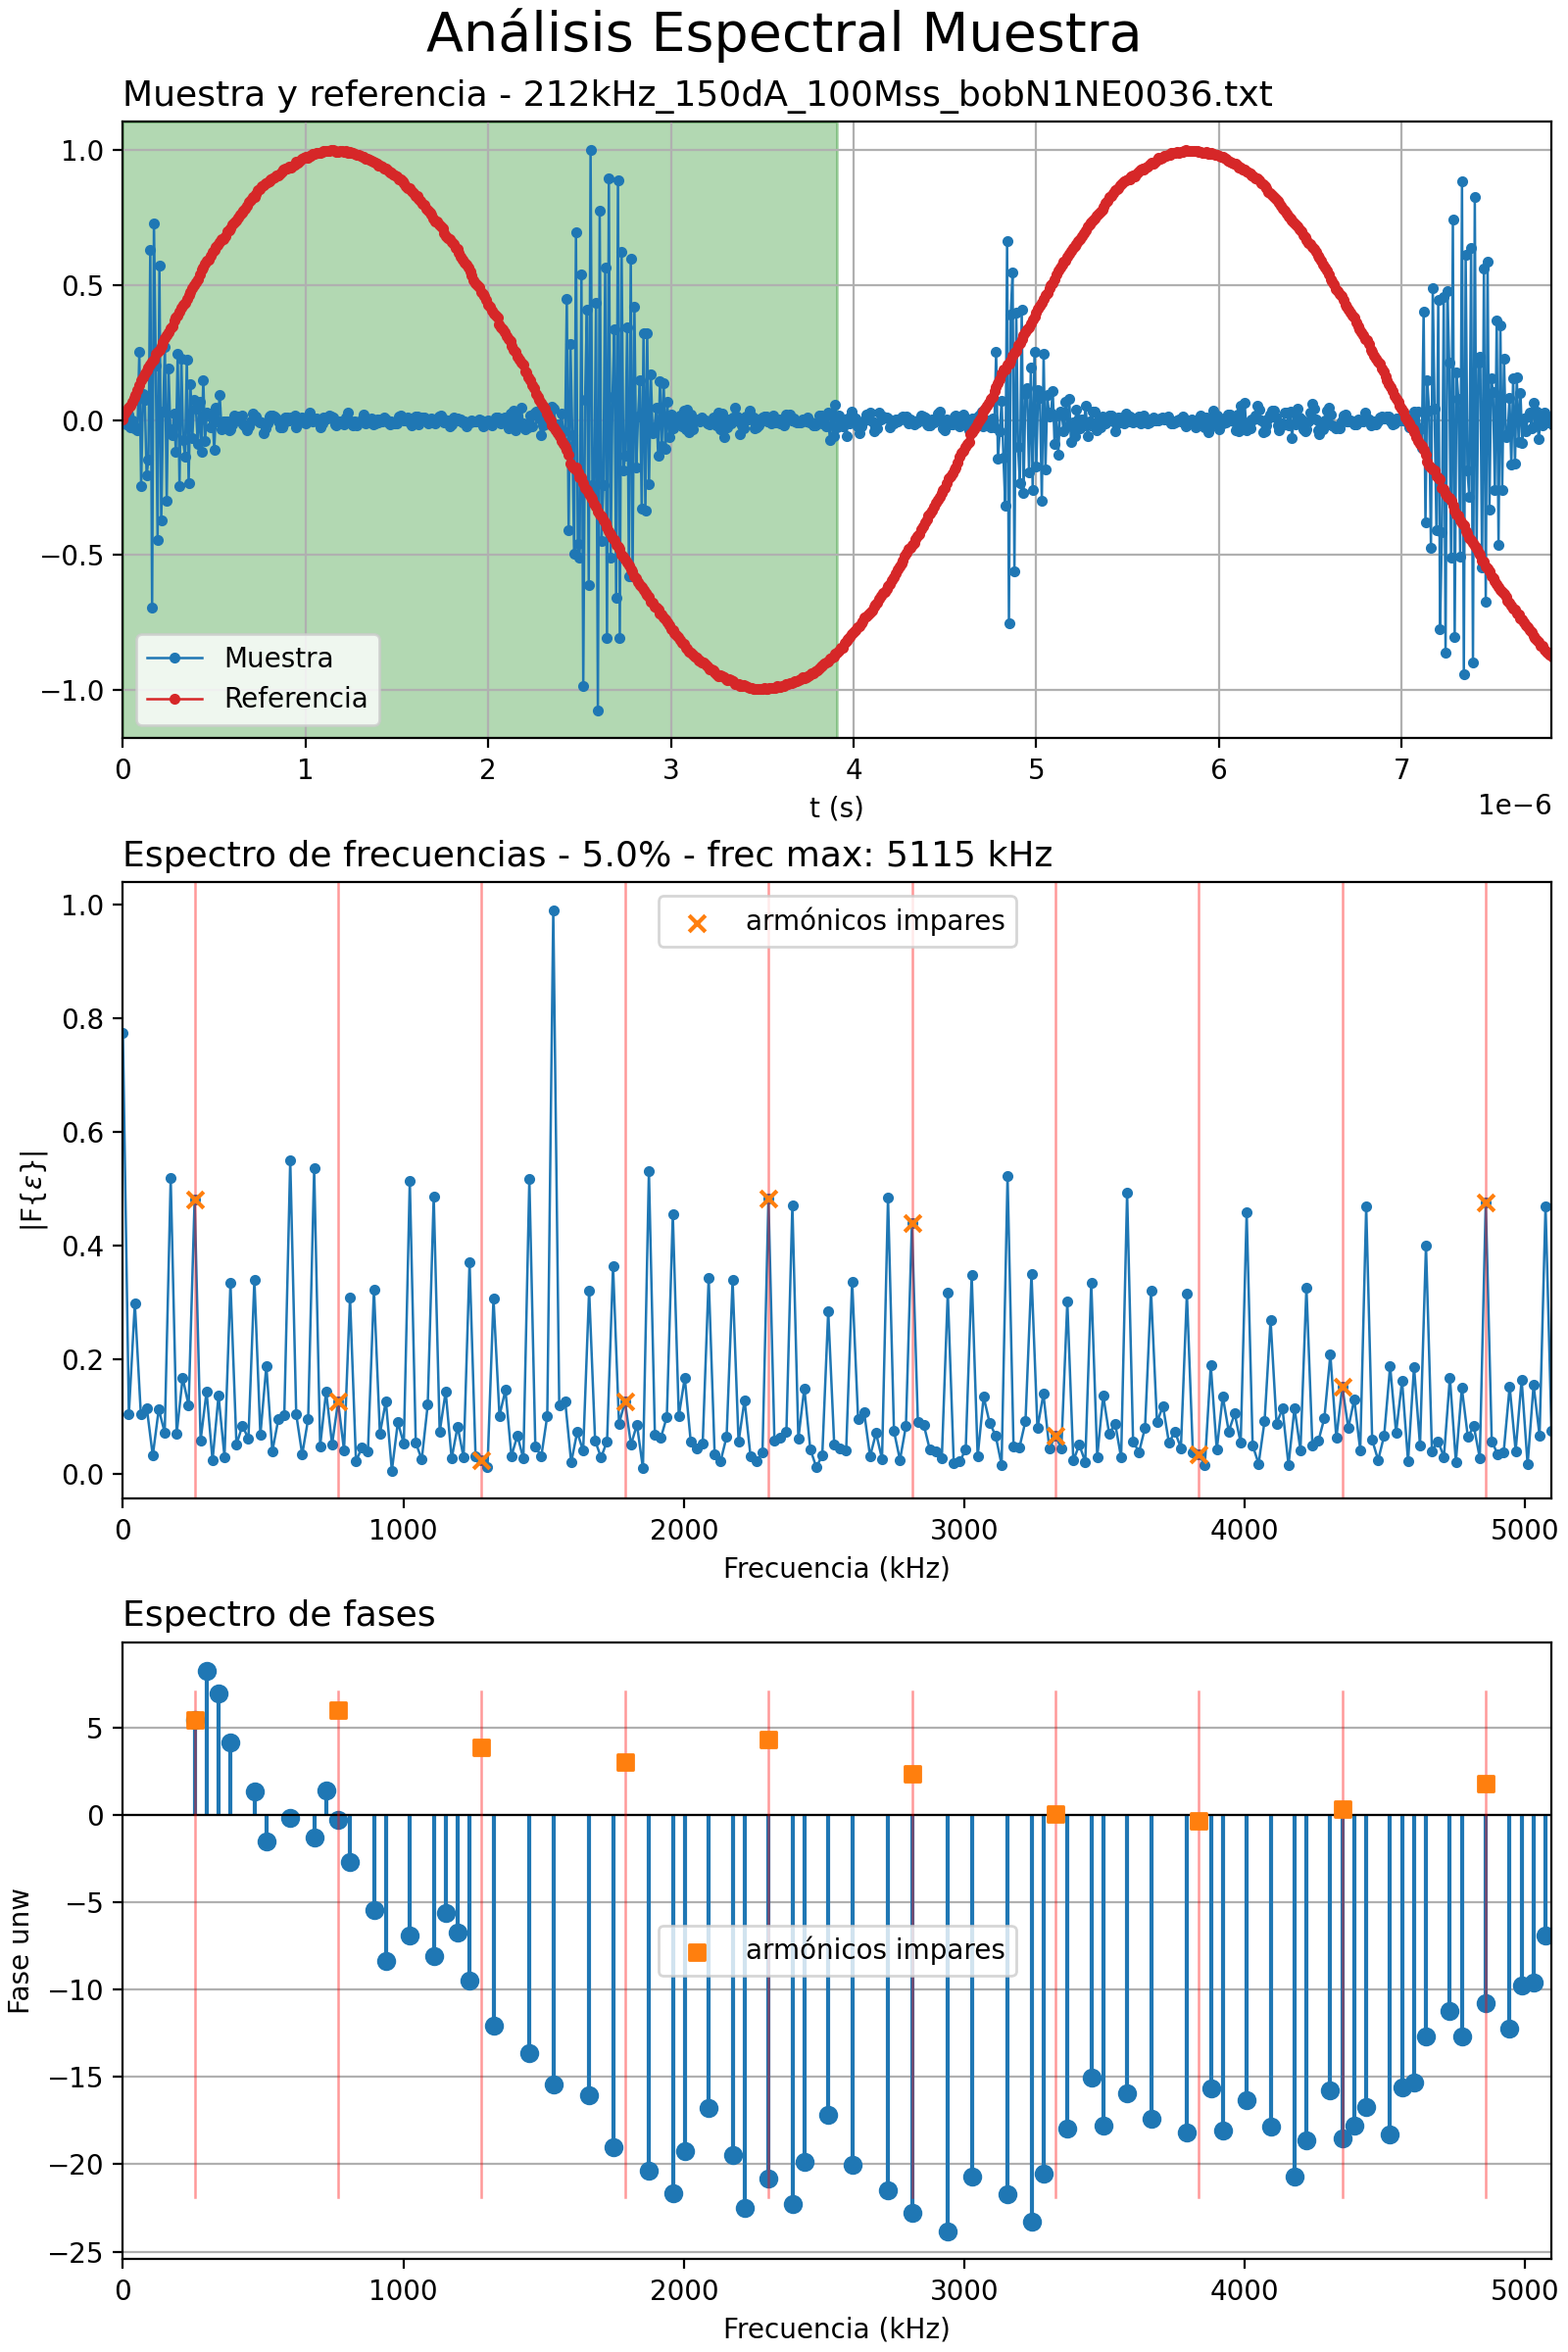 Análisis Espectral Muestra
Muestra y referencia - 212kHz_150dA_100Mss_bobN1NE0036.txt
1.0
0.5
0.0
−0.5
−1.0
Muestra
Referencia
0 1 2 3 4 5 6 7
t (s)
1e−6
Espectro de frecuencias - 5.0% - frec max: 5115 kHz
armónicos impares
1.0
0.8
0.6
0.4
0.2
0.0
|F{ε}|
0 1000 2000 3000 4000 5000
Frecuencia (kHz)
Espectro de fases
5
0
−5
−10
−15
−20
−25
Fase unw
armónicos impares
0 1000 2000 3000 4000 5000
Frecuencia (kHz)